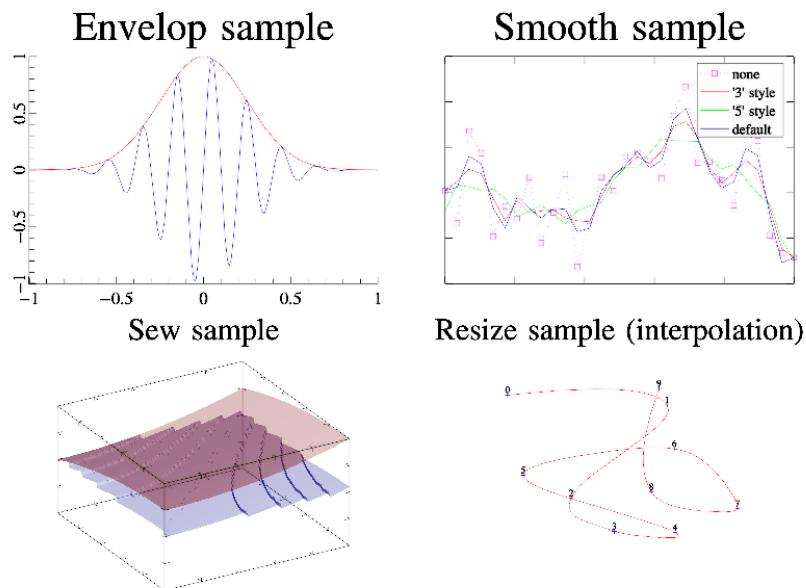 Envelop sample
Smooth sample
1
0.5
0
−0.5
−1
−1
−0.5
0
0.5
1
none
'3' style
'5' style
default
Sew sample
Resize sample (interpolation)
0
9
1
6
5
8
2
7
3
4